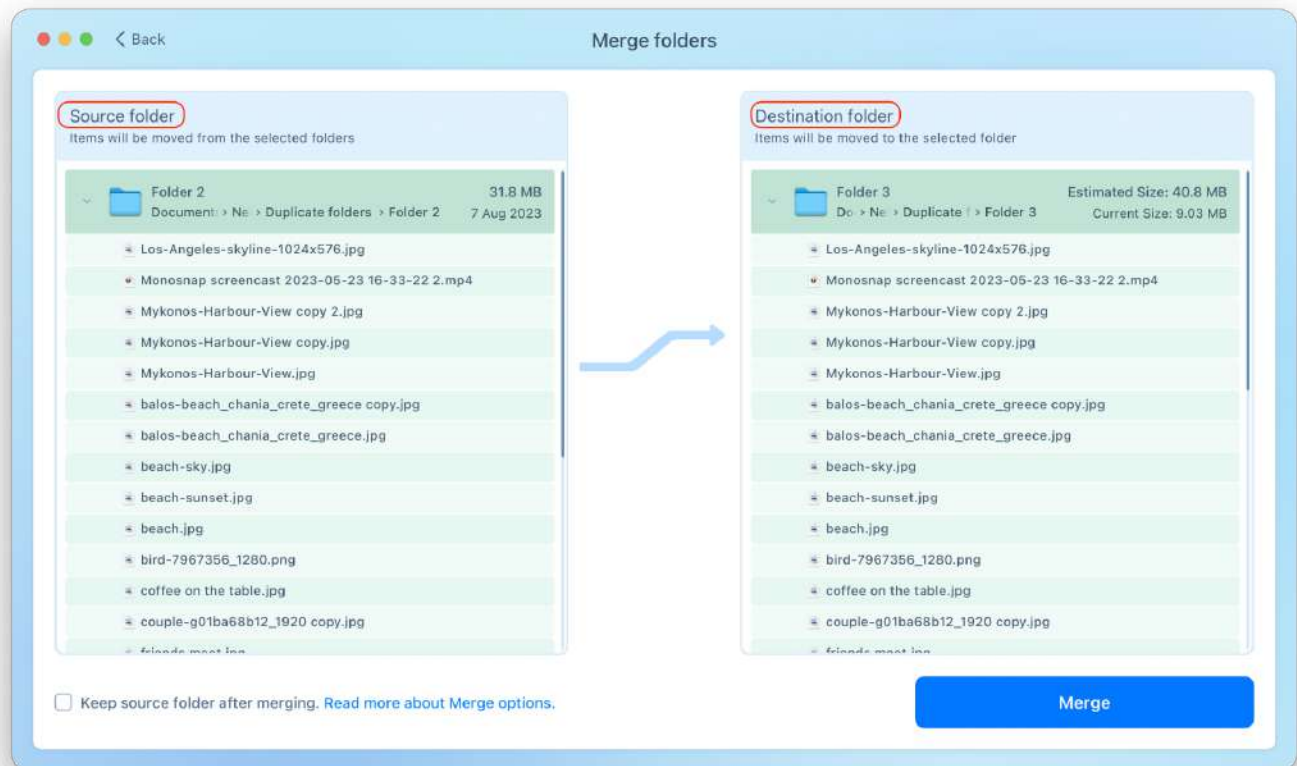 Back
Merge folders
Source folder
Items will be moved from the selected folders
Folder 2
31.8 MB
Document › Ne › Duplicate folders › Folder 2
7 Aug 2023
Los-Angeles-skyline-1024x576.jpg
Monosnap screencast 2023-05-23 16-33-22 2.mp4
Mykonos-Harbour-View copy 2.jpg
Mykonos-Harbour-View copy.jpg
Mykonos-Harbour-View.jpg
balos-beach_chania_crete_greece copy.jpg
balos-beach_chania_crete_greece.jpg
beach-sky.jpg
beach-sunset.jpg
beach.jpg
bird-7967356_1280.png
coffee on the table.jpg
couple-g01ba68b12_1920 copy.jpg
friends meet.jpg
Destination folder
Items will be moved to the selected folder
Folder 3
Estimated Size: 40.8 MB
Do › Ne › Duplicate › Folder 3
Current Size: 9.03 MB
Los-Angeles-skyline-1024x576.jpg
Monosnap screencast 2023-05-23 16-33-22 2.mp4
Mykonos-Harbour-View copy 2.jpg
Mykonos-Harbour-View copy.jpg
Mykonos-Harbour-View.jpg
balos-beach_chania_crete_greece copy.jpg
balos-beach_chania_crete_greece.jpg
beach-sky.jpg
beach-sunset.jpg
beach.jpg
bird-7967356_1280.png
coffee on the table.jpg
couple-g01ba68b12_1920 copy.jpg
friends meet.jpg
Keep source folder after merging. Read more about Merge options.
Merge